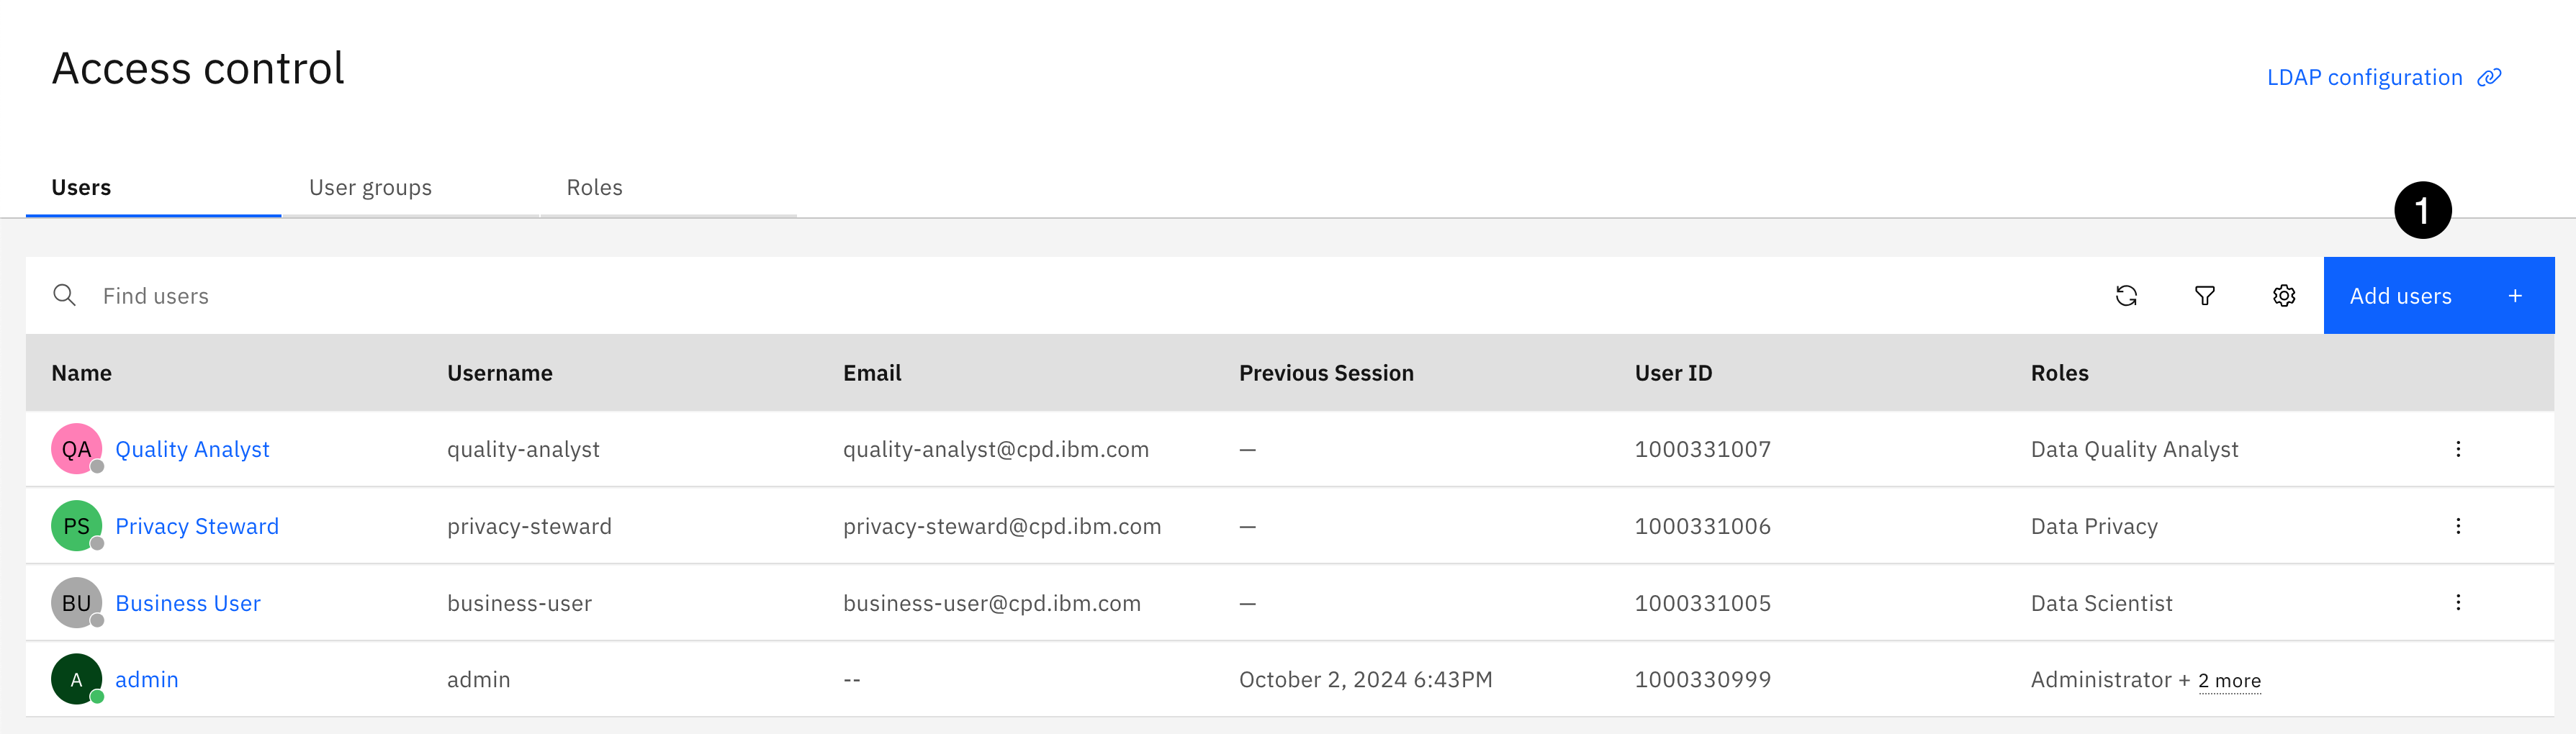 Access control
LDAP configuration
Users User groups Roles
1
Find users Add users +
Name Username Email Previous Session User ID Roles
QA Quality Analyst quality-analyst quality-analyst@cpd.ibm.com — 1000331007 Data Quality Analyst
PS Privacy Steward privacy-steward privacy-steward@cpd.ibm.com — 1000331006 Data Privacy
BU Business User business-user business-user@cpd.ibm.com — 1000331005 Data Scientist
A admin admin -- October 2, 2024 6:43PM 1000330999 Administrator + 2 more